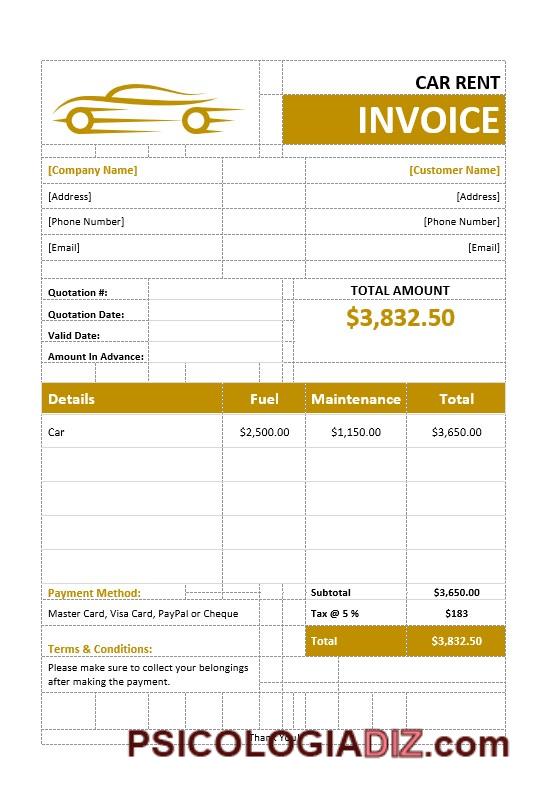 CAR RENT
INVOICE
[Company Name] [Customer Name]
[Address] [Address]
[Phone Number] [Phone Number]
[Email] [Email]
Quotation #: TOTAL AMOUNT
Quotation Date: $3,832.50
Valid Date:
Amount In Advance:
Details Fuel Maintenance Total
Car $2,500.00 $1,150.00 $3,650.00
Payment Method: Subtotal $3,650.00
Master Card, Visa Card, PayPal or Cheque Tax @ 5 % $183
Total $3,832.50
Terms & Conditions:
Please make sure to collect your belongings
after making the payment.
Thank You!
PSICOLOGIADIZ.com